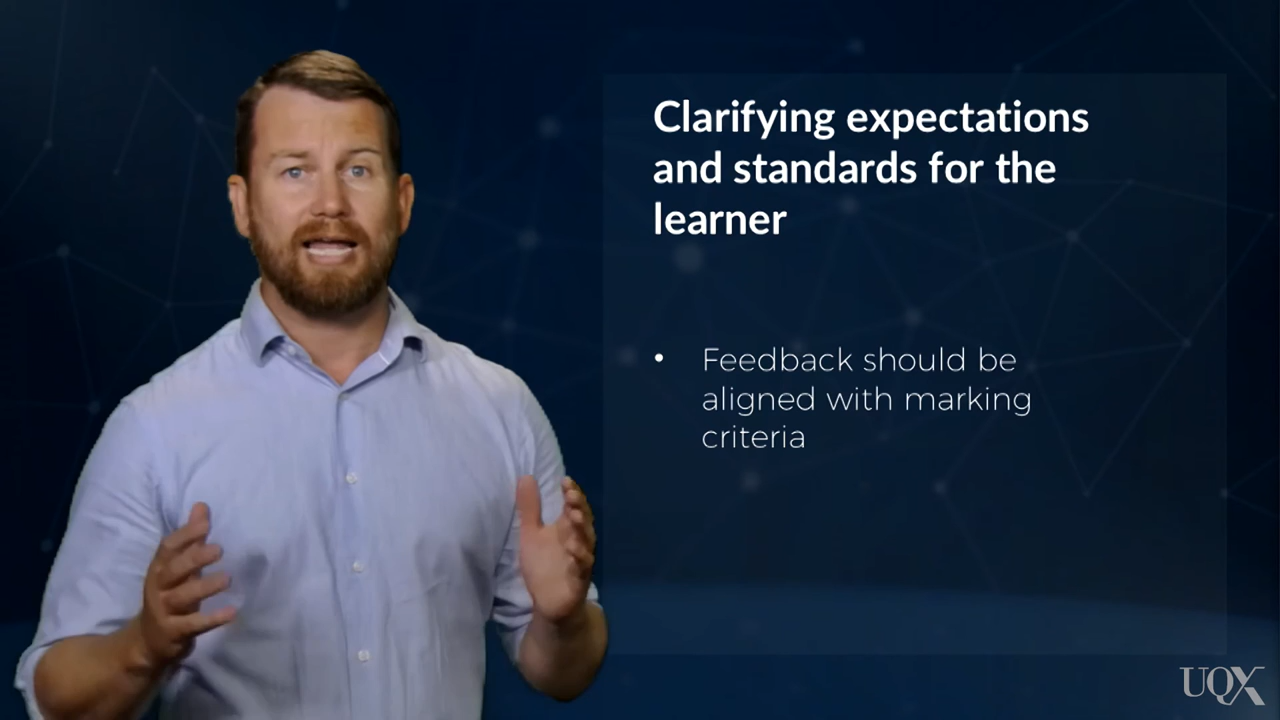 Clarifying expectations
and standards for the
learner
• Feedback should be
aligned with marking
criteria
UQX